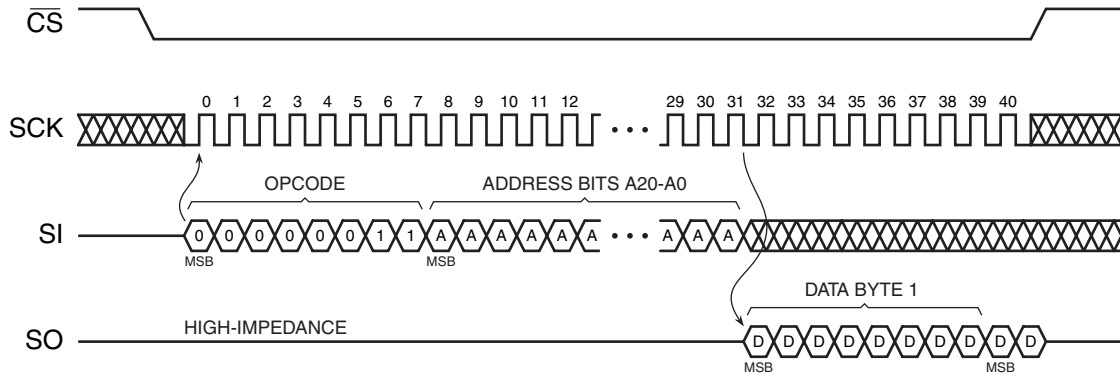 CS
0 1 2 3 4 5 6 7 8 9 10 11 12 29 30 31 32 33 34 35 36 37 38 39 40
SCK
OPCODE ADDRESS BITS A20-A0
SI 0 0 0 0 0 0 1 1 A A A A A A A A A
MSB MSB
DATA BYTE 1
HIGH-IMPEDANCE
SO D D D D D D D D D D
MSB MSB